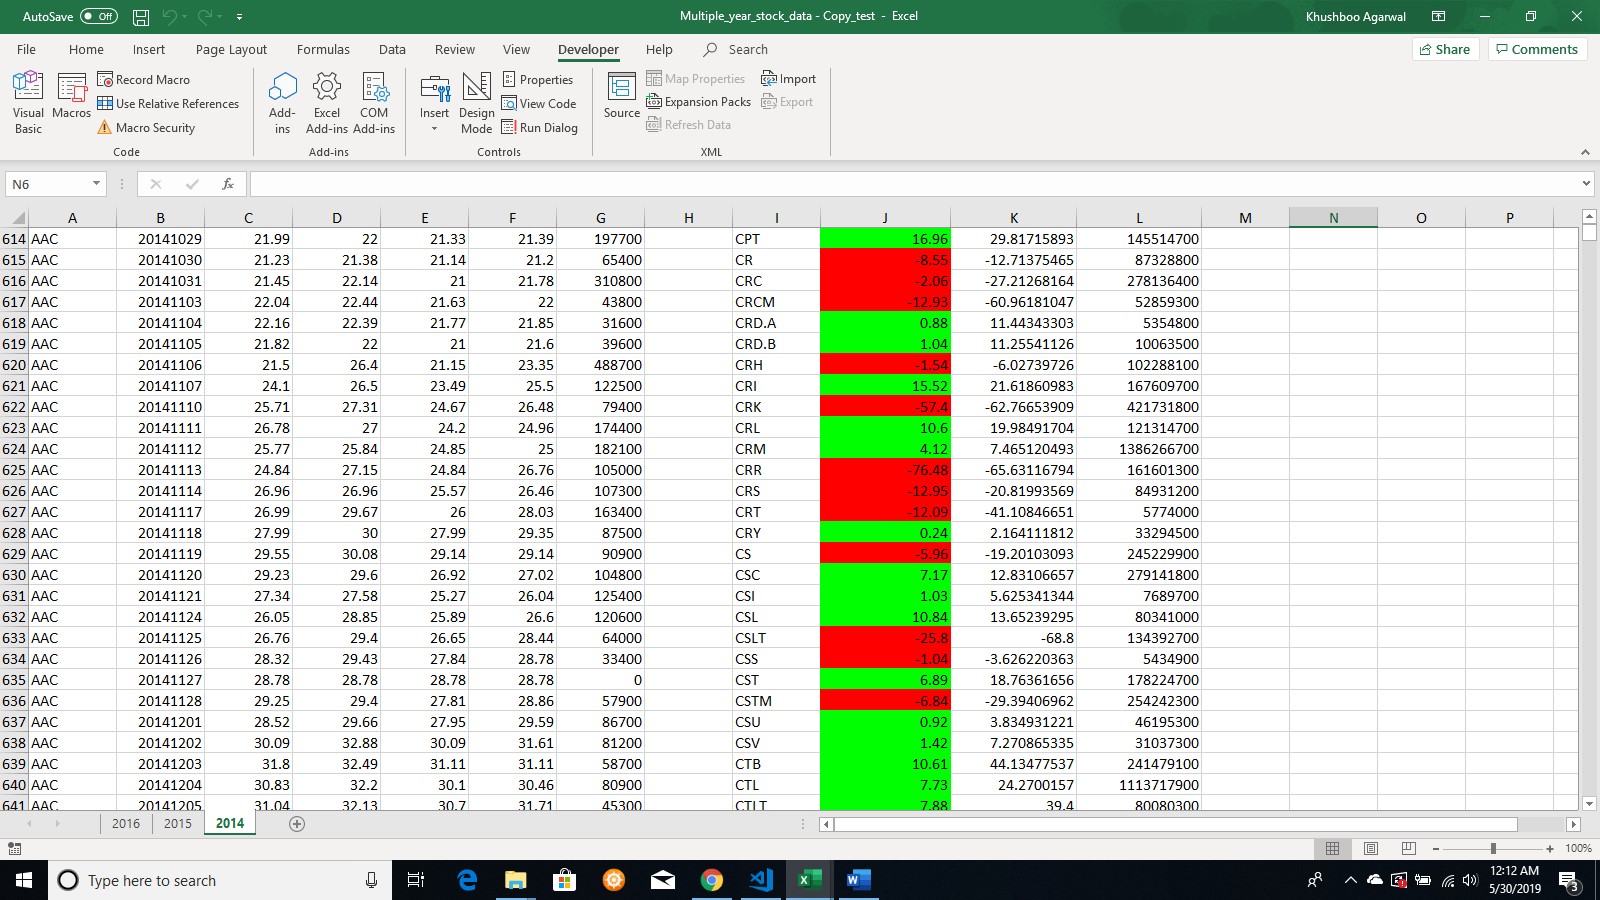 AutoSave Off Multiple_year_stock_data - Copy_test - Excel Khushboo Agarwal
File Home Insert Page Layout Formulas Data Review View Developer Help Search Share Comments
Visual Basic
Macros
Record Macro
Use Relative References
Macro Security
Code
Add-ins
Excel Add-ins
COM Add-ins
Add-ins
Insert
Design Mode
Properties
View Code
Run Dialog
Controls
Source
Map Properties
Expansion Packs
Refresh Data
Import
Export
XML
N6 fx
A B C D E F G H I J K L M N O P
614 AAC 20141029 21.99 22 21.33 21.39 197700 CPT 16.96 29.81715893 145514700
615 AAC 20141030 21.23 21.38 21.14 21.2 65400 CR -8.55 -12.71375465 87328800
616 AAC 20141031 21.45 22.14 21 21.78 310800 CRC -2.06 -27.21268164 278136400
617 AAC 20141103 22.04 22.44 21.63 22 43800 CRCM -12.93 -60.96181047 52859300
618 AAC 20141104 22.16 22.39 21.77 21.85 31600 CRD.A 0.88 11.44343303 5354800
619 AAC 20141105 21.82 22 21 21.6 39600 CRD.B 1.04 11.25541126 10063500
620 AAC 20141106 21.5 26.4 21.15 23.35 488700 CRH -1.54 -6.02739726 102288100
621 AAC 20141107 24.1 26.5 23.49 25.5 122500 CRI 15.52 21.61860983 167609700
622 AAC 20141110 25.71 27.31 24.67 26.48 79400 CRK -57.4 -62.76653909 421731800
623 AAC 20141111 26.78 27 24.2 24.96 174400 CRL 10.6 19.98491704 121314700
624 AAC 20141112 25.77 25.84 24.85 25 182100 CRM 4.12 7.465120493 1386266700
625 AAC 20141113 24.84 27.15 24.84 26.76 105000 CRR -76.48 -65.63116794 161601300
626 AAC 20141114 26.96 26.96 25.57 26.46 107300 CRS -12.95 -20.81993569 84931200
627 AAC 20141117 26.99 29.67 26 28.03 163400 CRT -12.09 -41.10846651 5774000
628 AAC 20141118 27.99 30 27.99 29.35 87500 CRY 0.24 2.164111812 33294500
629 AAC 20141119 29.55 30.08 29.14 29.14 90900 CS -5.96 -19.20103093 245229900
630 AAC 20141120 29.23 29.6 26.92 27.02 104800 CSC 7.17 12.83106657 279141800
631 AAC 20141121 27.34 27.58 25.27 26.04 125400 CSI 1.03 5.625341344 7689700
632 AAC 20141124 26.05 28.85 25.89 26.6 120600 CSL 10.84 13.65239295 80341000
633 AAC 20141125 26.76 29.4 26.65 28.44 64000 CSLT -25.8 -68.8 134392700
634 AAC 20141126 28.32 29.43 27.84 28.78 33400 CSS -1.04 -3.626220363 5434900
635 AAC 20141127 28.78 28.78 28.78 28.78 0 CST 6.89 18.76361656 178224700
636 AAC 20141128 29.25 29.4 27.81 28.86 57900 CSTM -6.84 -29.39406962 254242300
637 AAC 20141201 28.52 29.66 27.95 29.59 86700 CSU 0.92 3.834931221 46195300
638 AAC 20141202 30.09 32.88 30.09 31.61 81200 CSV 1.42 7.270865335 31037300
639 AAC 20141203 31.8 32.49 31.11 31.11 58700 CTB 10.61 44.13477537 241479100
640 AAC 20141204 30.83 32.2 30.1 30.46 80900 CTL 7.73 24.2700157 1113717900
641 AAC 20141205 31.04 32.13 30.7 31.71 45300 CTLT 7.88 39.4 80080300
2016 2015 2014
100%
Type here to search
12:12 AM
5/30/2019
3